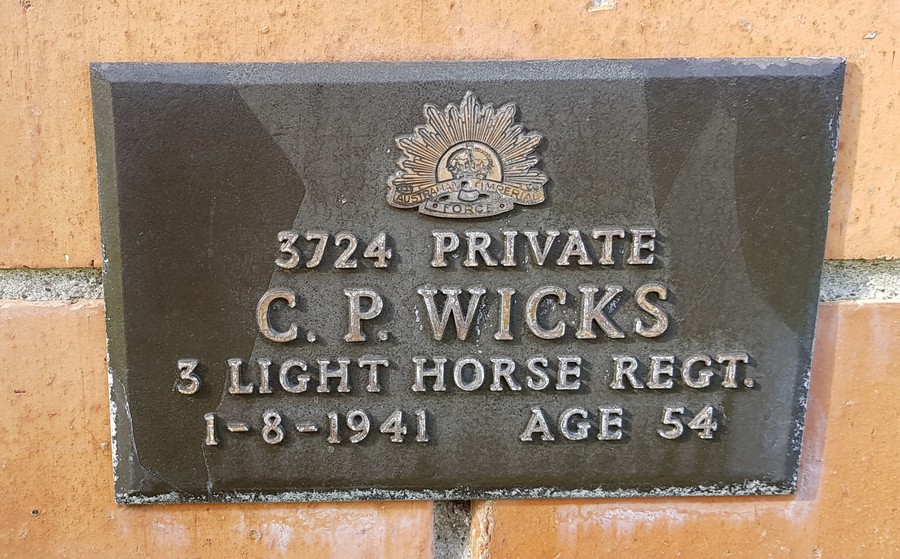 AUSTRALIAN IMPERIAL
FORCE
3724 PRIVATE
C. P. WICKS
3 LIGHT HORSE REGT.
1-8-1941 AGE 54